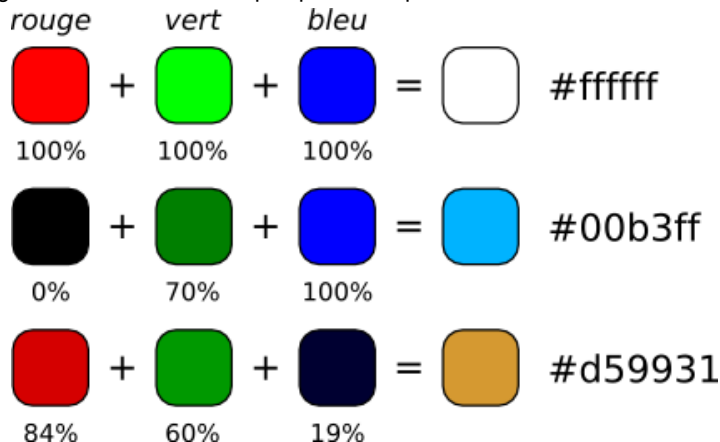 rouge vert bleu
+ + = #ffffff
100% 100% 100%
+ + = #00b3ff
0% 70% 100%
+ + = #d59931
84% 60% 19%